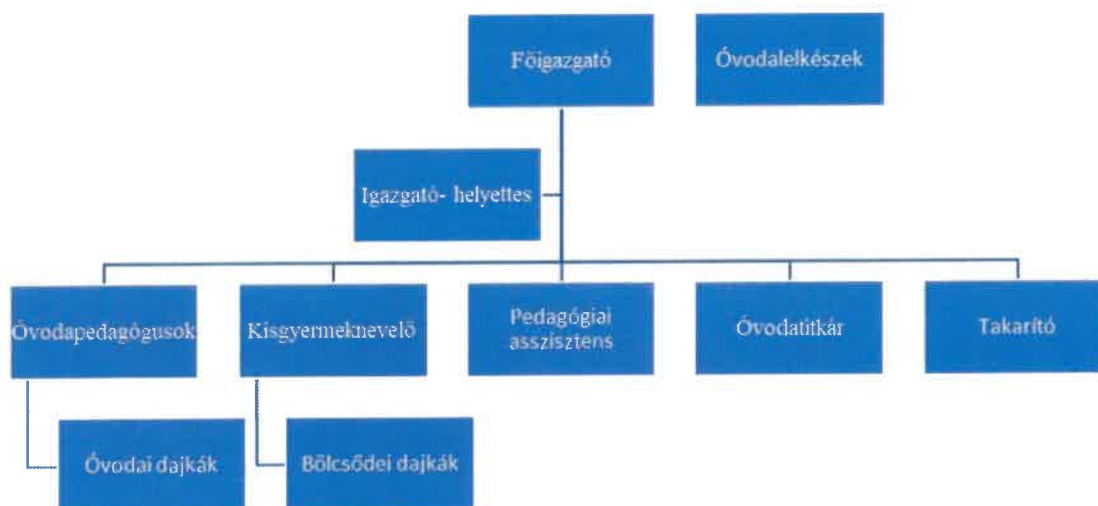 Főigazgató
Óvodalelkészek
Igazgató- helyettes
Óvodapedagógusok
Kisgyermeknevelő
Pedagógiai
asszisztens
Óvodatitkár
Takarító
Óvodai dajkák
Bölcsődei dajkák